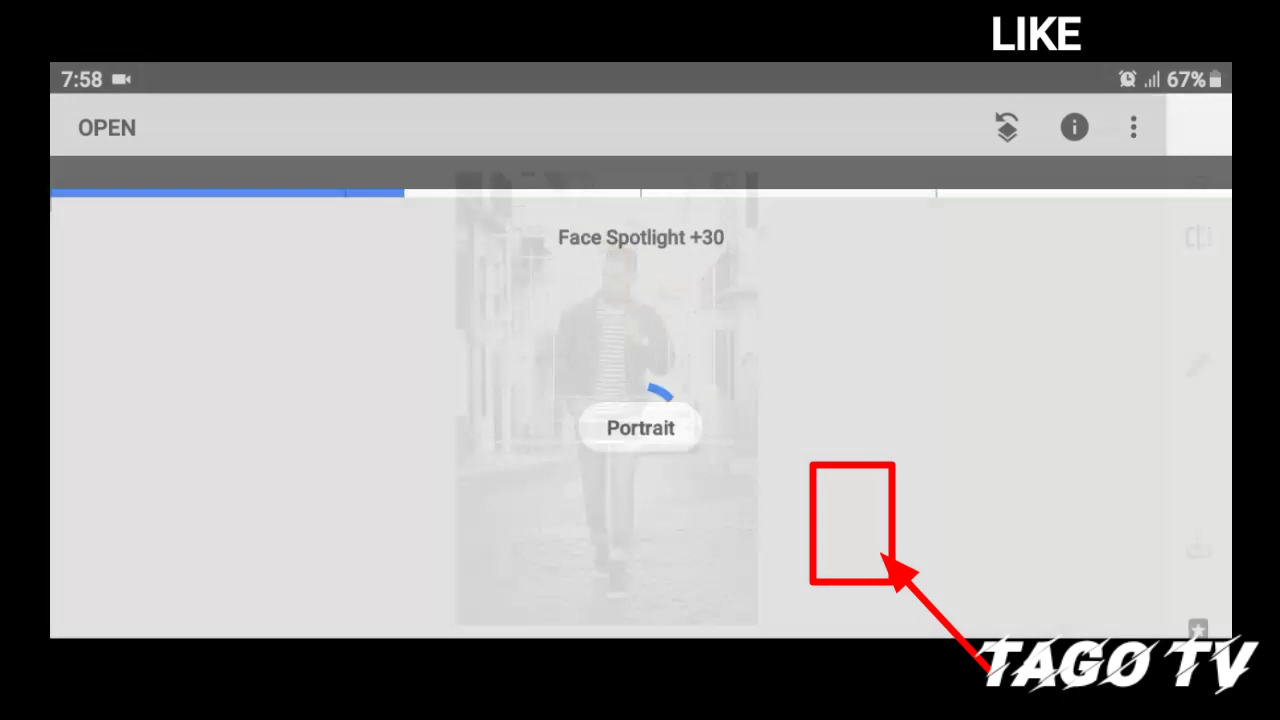 LIKE
7:58
67%
OPEN
Face Spotlight +30
Portrait
TAGO TV